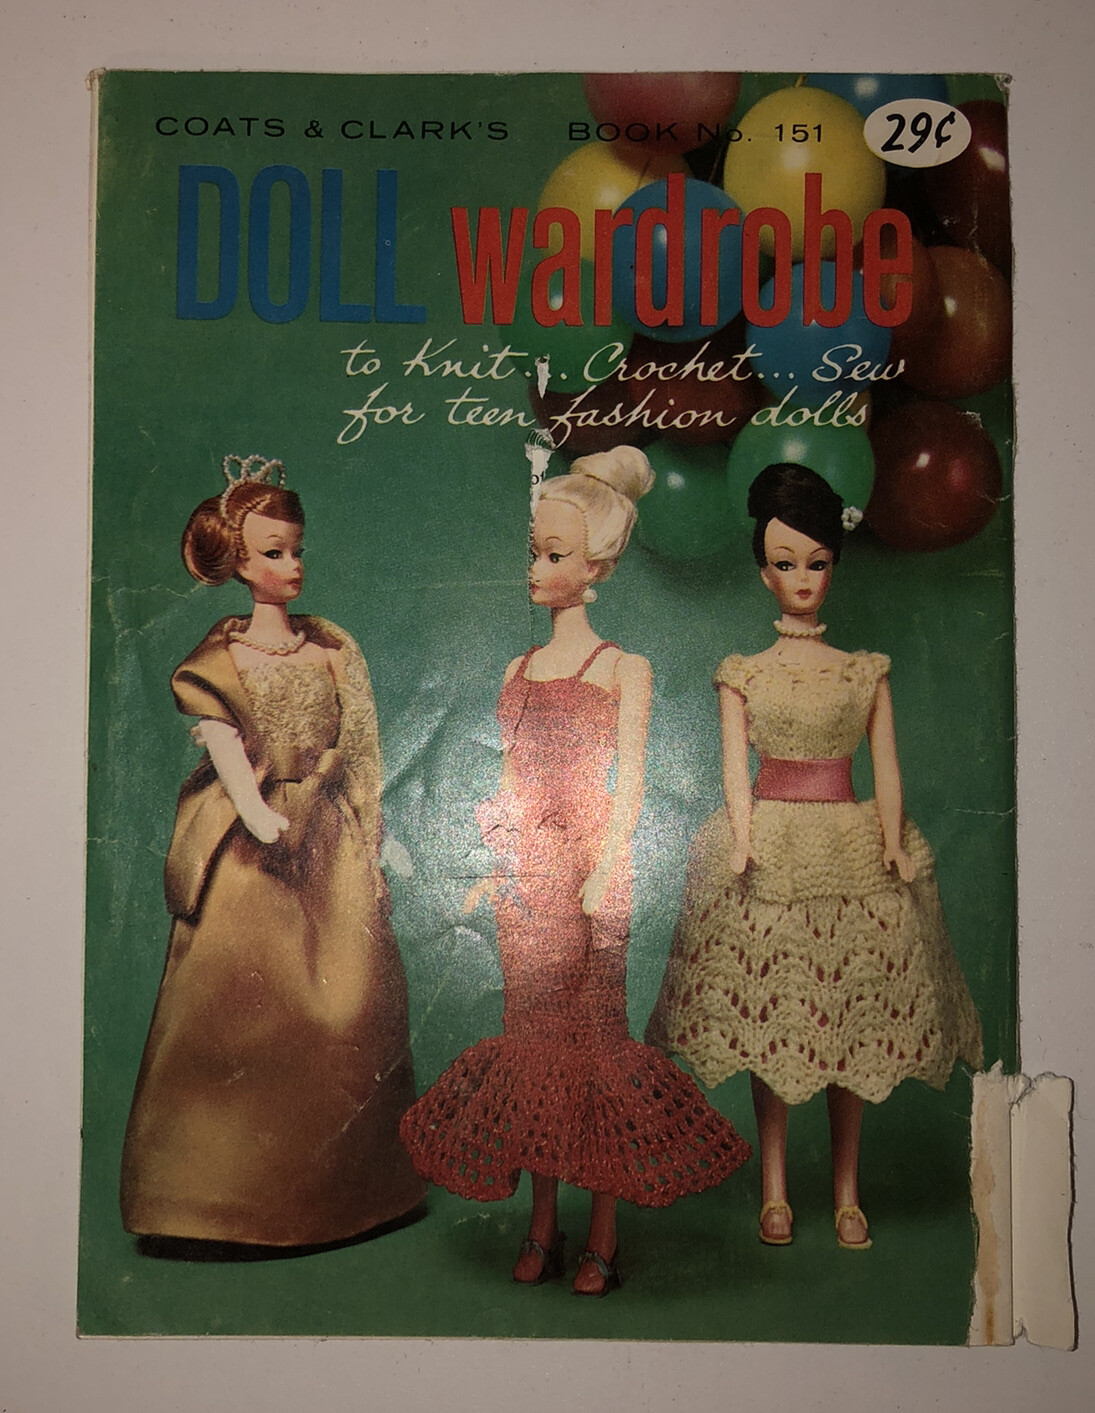 COATS & CLARK'S BOOK No. 151 29¢
DOLL wardrobe
to Knit... Crochet... Sew
for teen fashion dolls